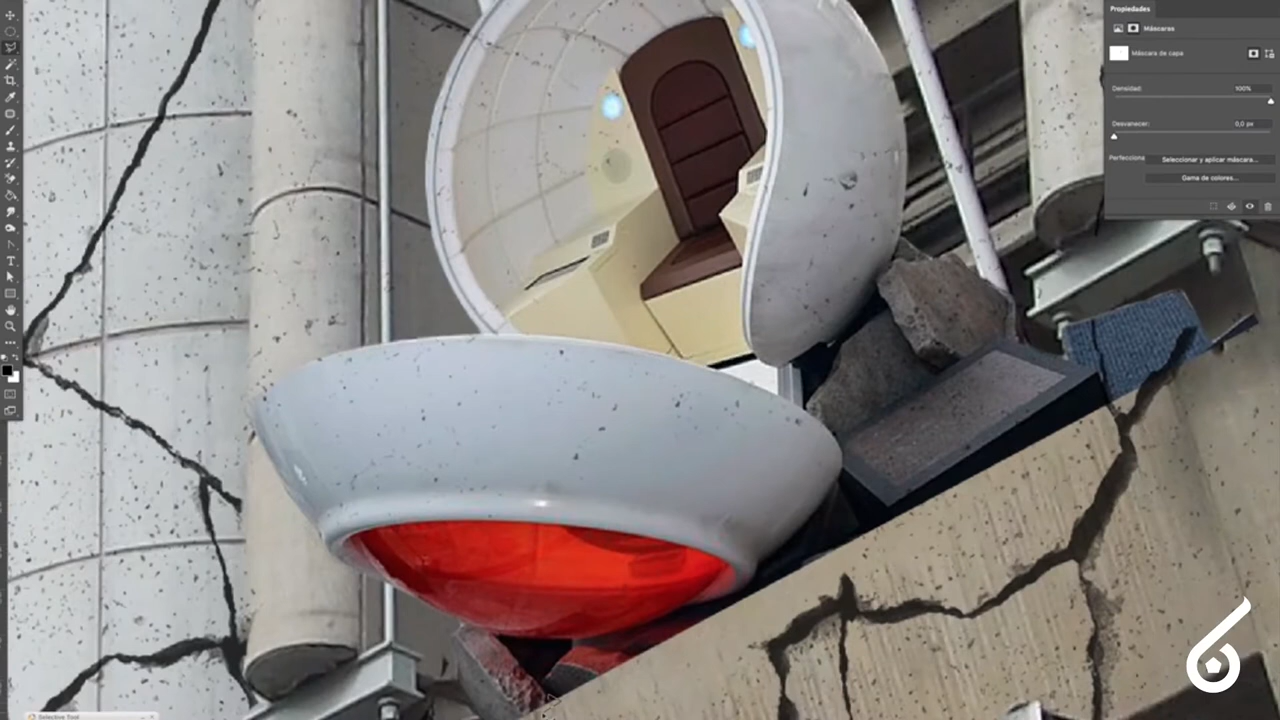 Propiedades
Máscaras
Máscara de capa
Densidad: 100%
Desvanecer: 0,0 px
Perfecciona Seleccionar y aplicar máscara...
Gama de colores...
Selective Tool